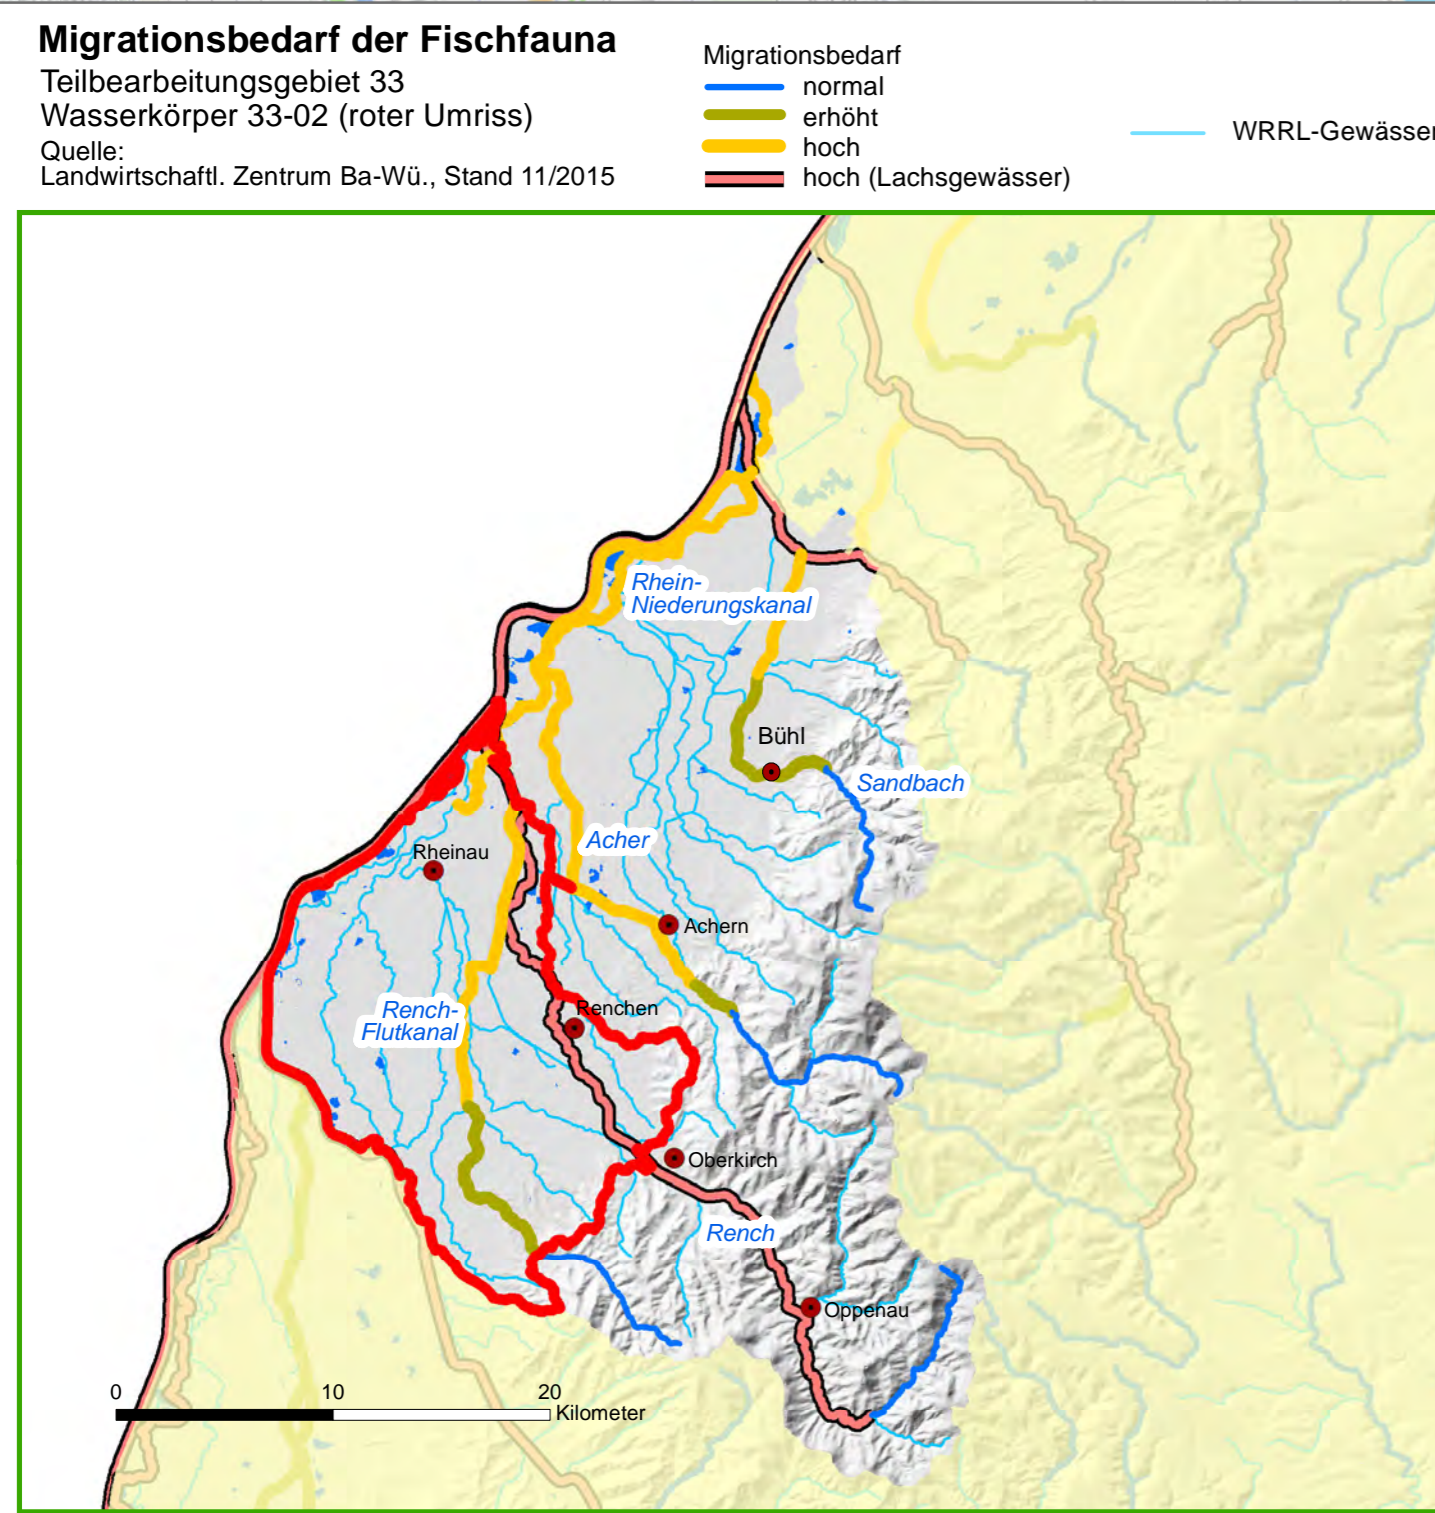 Migrationsbedarf der Fischfauna
Teilbearbeitungsgebiet 33
Wasserkörper 33-02 (roter Umriss)
Quelle:
Landwirtschaftl. Zentrum Ba-Wü., Stand 11/2015
Migrationsbedarf
normal
erhöht
hoch
hoch (Lachsgewässer)
WRRL-Gewässer
Rhein-
Niederungskanal
Bühl
Sandbach
Acher
Rheinau
Achern
Rench-
Flutkanal
Renchen
Oberkirch
Rench
Oppenau
0 10 20
Kilometer